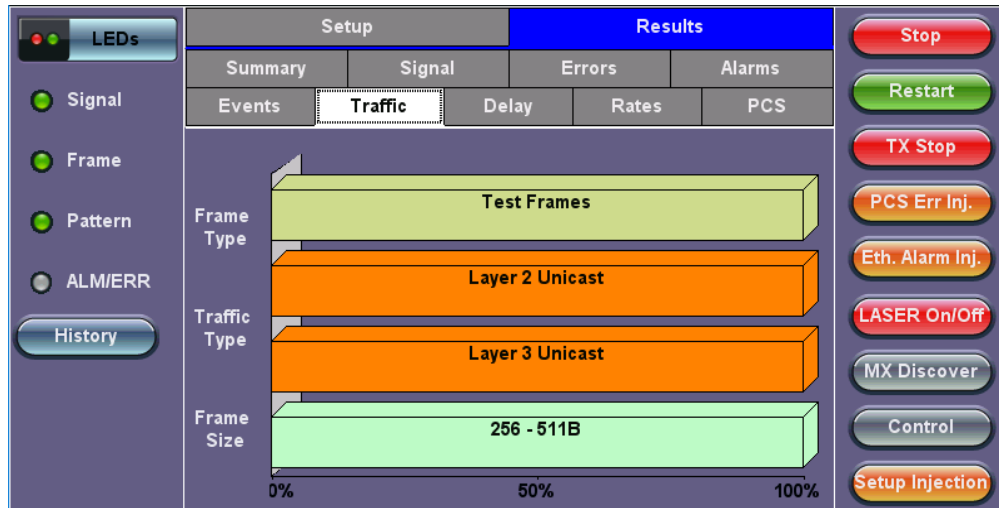 LEDs
Signal
Frame
Pattern
ALM/ERR
History
Setup
Results
Summary
Signal
Errors
Alarms
Events
Traffic
Delay
Rates
PCS
Frame
Type
Test Frames
Traffic
Type
Layer 2 Unicast
Layer 3 Unicast
Frame
Size
256 - 511B
0%
50%
100%
Stop
Restart
TX Stop
PCS Err Inj.
Eth. Alarm Inj.
LASER On/Off
MX Discover
Control
Setup Injection